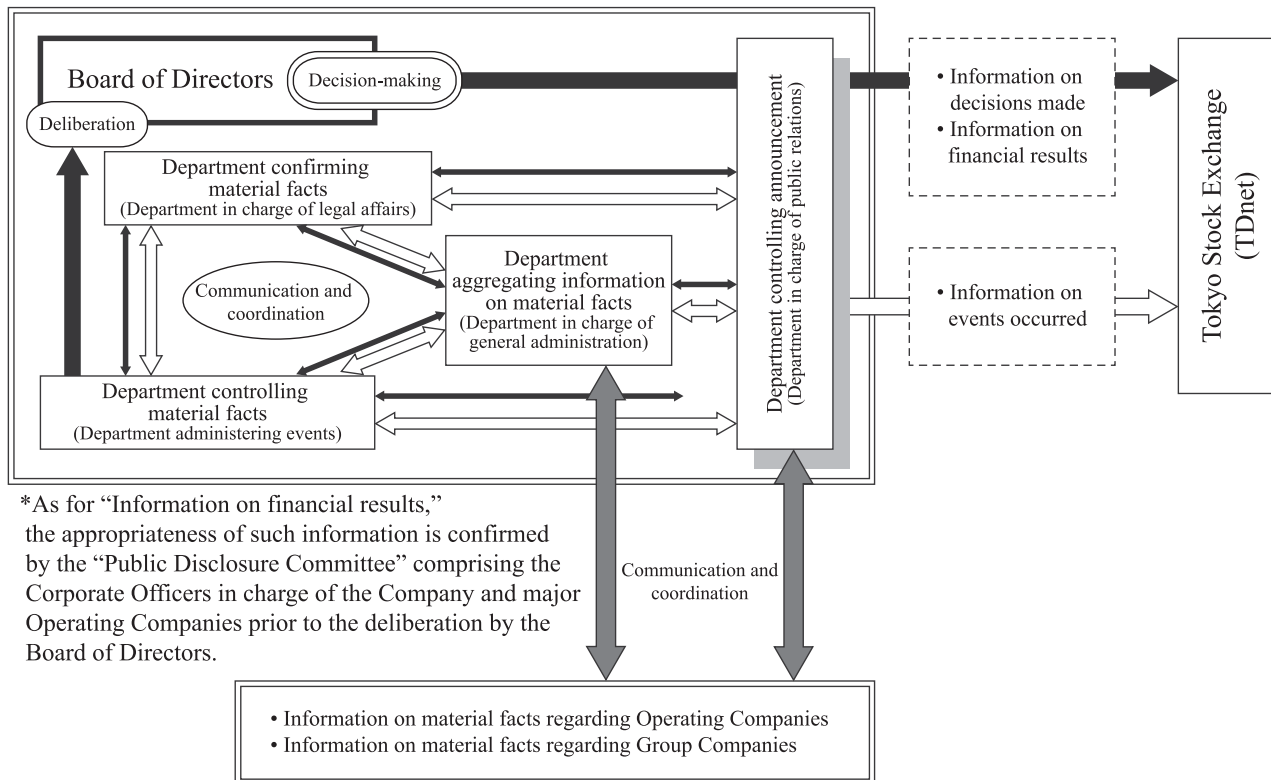 Board of Directors
Decision-making
Deliberation
Department confirming
material facts
(Department in charge of legal affairs)
Communication and
coordination
Department
aggregating information
on material facts
(Department in charge of
general administration)
Department controlling
material facts
(Department administering events)
Department controlling announcement
(Department in charge of public relations)
• Information on
decisions made
• Information on
financial results
• Information on
events occurred
Tokyo Stock Exchange
(TDnet)
*As for “Information on financial results,”
the appropriateness of such information is confirmed
by the “Public Disclosure Committee” comprising the
Corporate Officers in charge of the Company and major
Operating Companies prior to the deliberation by the
Board of Directors.
Communication and
coordination
• Information on material facts regarding Operating Companies
• Information on material facts regarding Group Companies